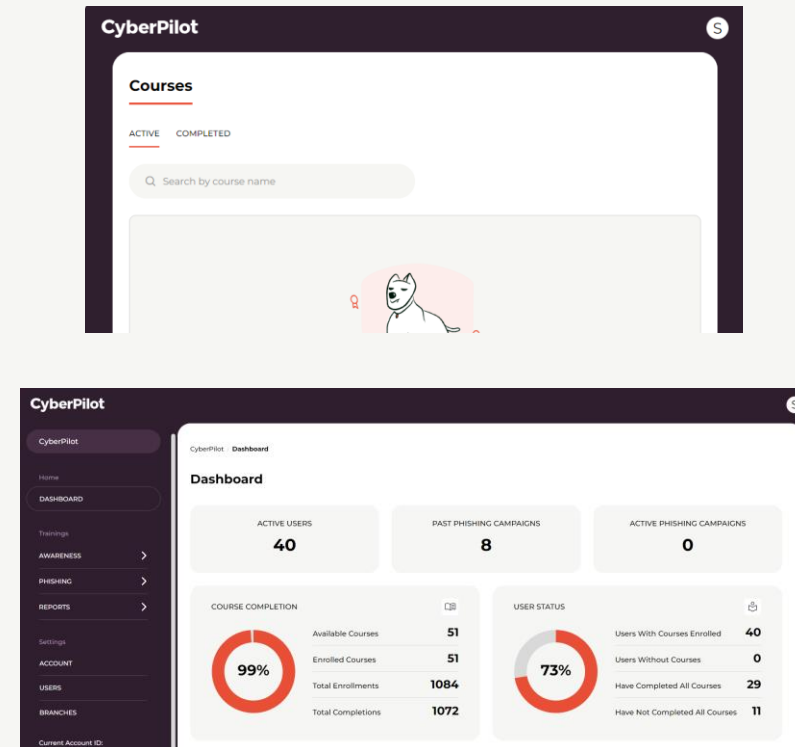 CyberPilot
S
Courses
ACTIVE COMPLETED
Search by course name
CyberPilot
S
CyberPilot
Home
DASHBOARD
Trainings
AWARENESS
PHISHING
REPORTS
Settings
ACCOUNT
USERS
BRANCHES
Current Account ID:
CyberPilot / Dashboard
Dashboard
ACTIVE USERS
40
PAST PHISHING CAMPAIGNS
8
ACTIVE PHISHING CAMPAIGNS
0
COURSE COMPLETION
99%
Available Courses 51
Enrolled Courses 51
Total Enrollments 1084
Total Completions 1072
USER STATUS
73%
Users With Courses Enrolled 40
Users Without Courses 0
Have Completed All Courses 29
Have Not Completed All Courses 11